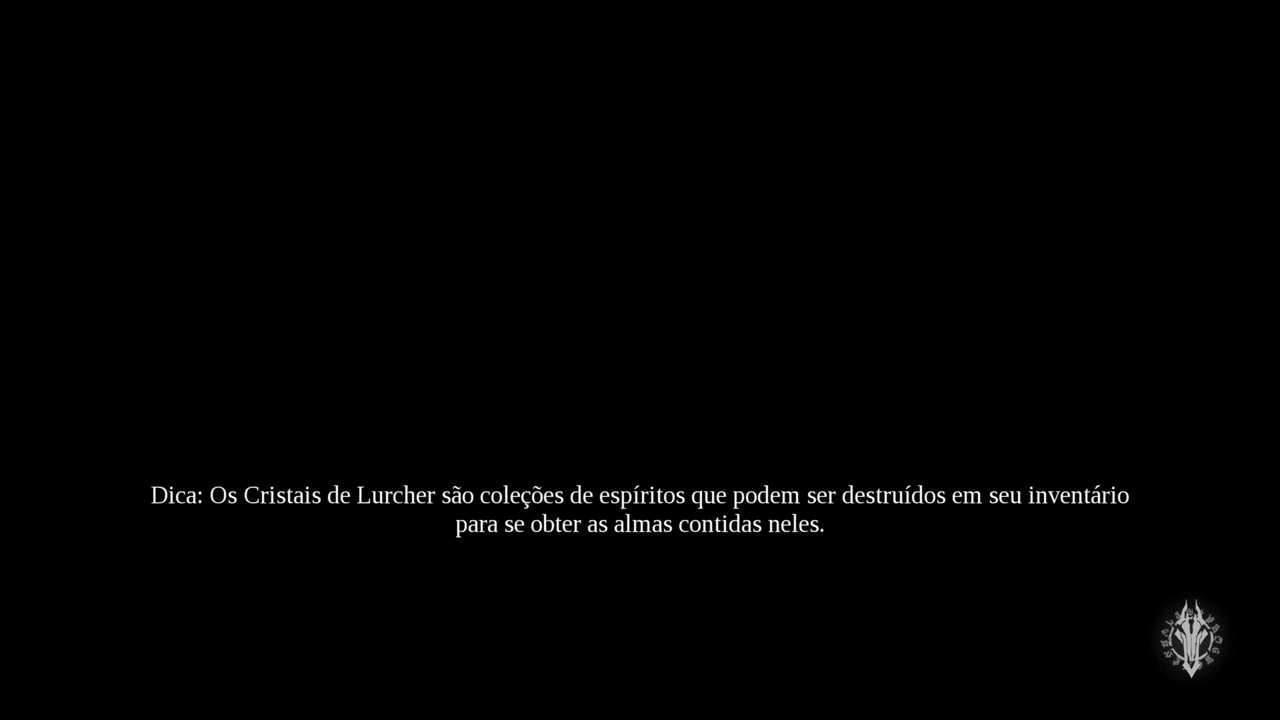 Dica: Os Cristais de Lurcher são coleções de espíritos que podem ser destruídos em seu inventário
para se obter as almas contidas neles.